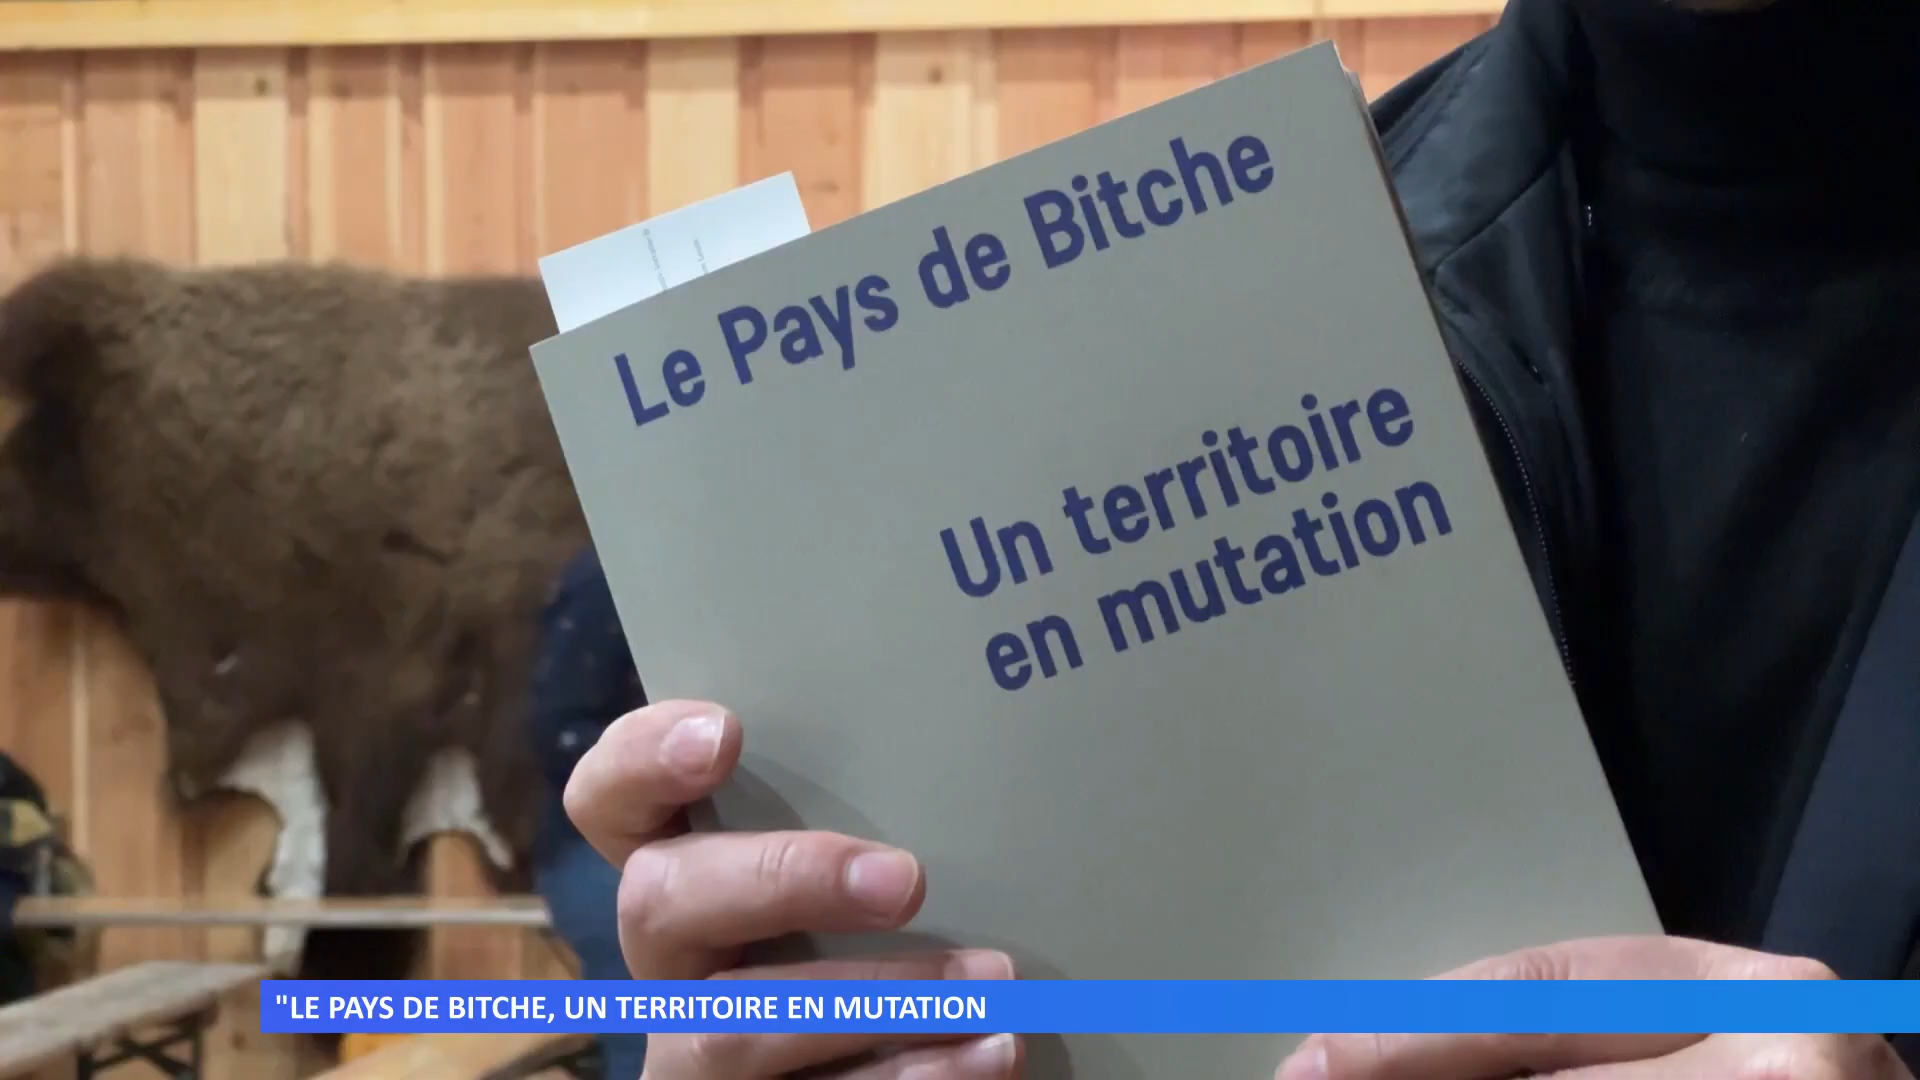 Le Pays de Bitche
Un territoire
en mutation
"LE PAYS DE BITCHE, UN TERRITOIRE EN MUTATION